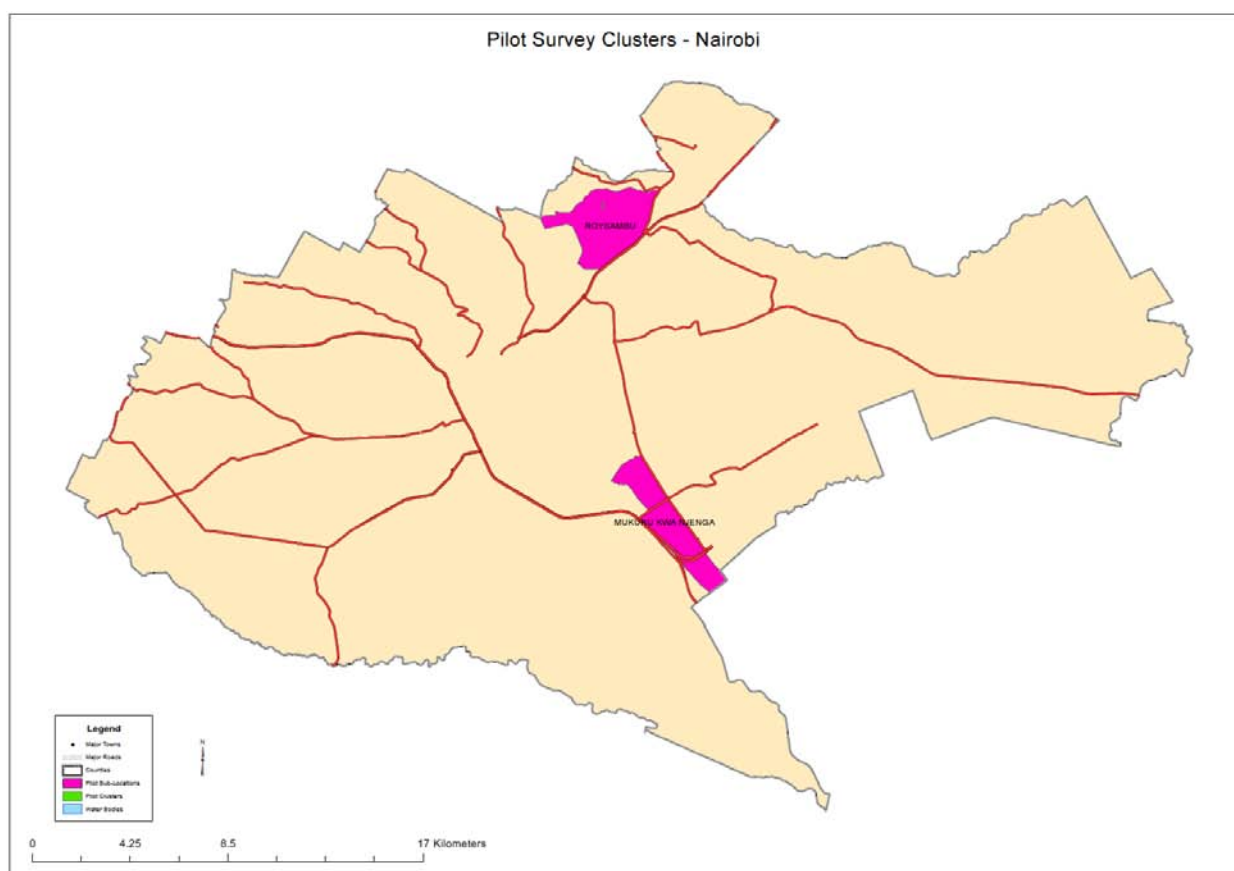 Pilot Survey Clusters - Nairobi
ROYSAMBU
MUKURU KWA NJENGA
Legend
Major Towns
Major Roads
Counties
Pilot Sub-Locations
Pilot Clusters
Water Bodies
N
0 4.25 8.5 17 Kilometers